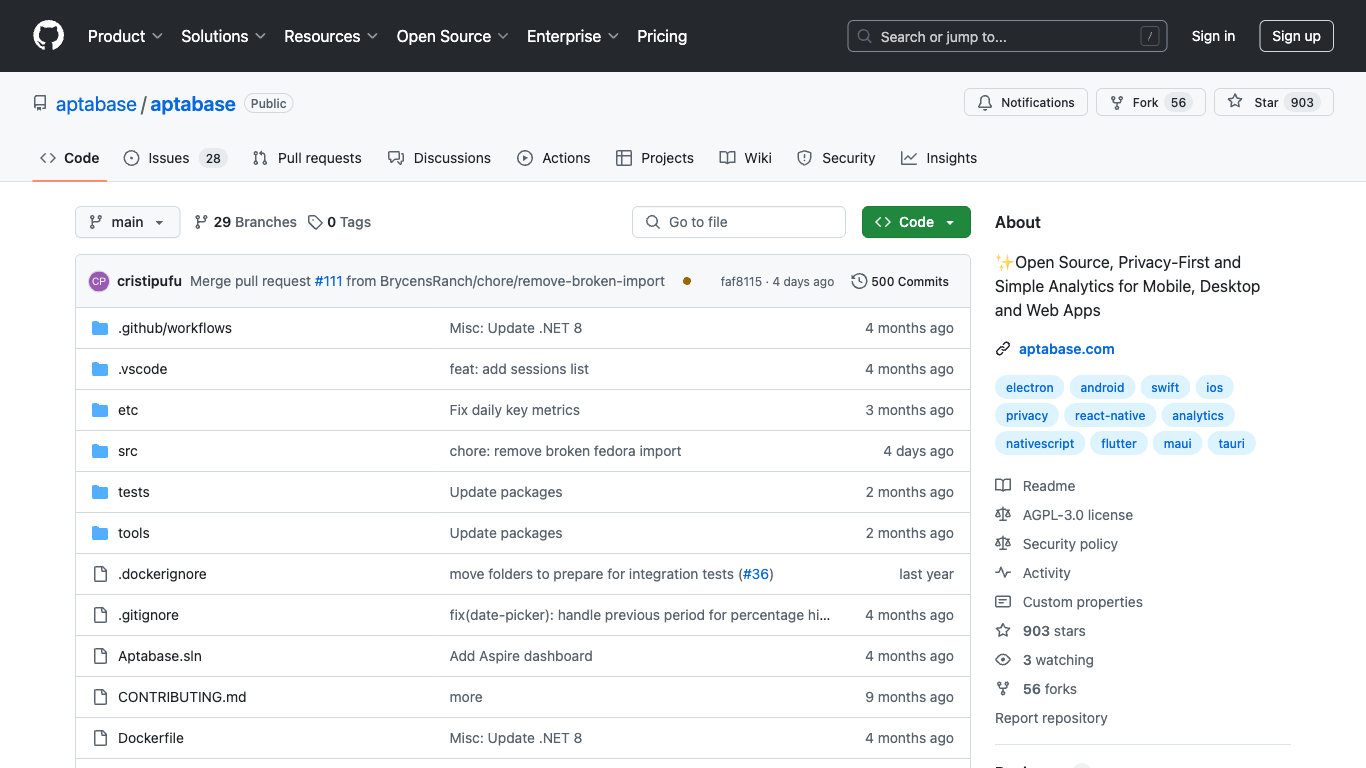 Product Solutions Resources Open Source Enterprise Pricing Search or jump to... / Sign in Sign up
aptabase / aptabase Public Notifications Fork 56 Star 903
Code Issues 28 Pull requests Discussions Actions Projects Wiki Security Insights
main 29 Branches 0 Tags Go to file Code
CP cristipufu Merge pull request #111 from BrycensRanch/chore/remove-broken-import faf8115 · 4 days ago 500 Commits
.github/workflows Misc: Update .NET 8 4 months ago
.vscode feat: add sessions list 4 months ago
etc Fix daily key metrics 3 months ago
src chore: remove broken fedora import 4 days ago
tests Update packages 2 months ago
tools Update packages 2 months ago
.dockerignore move folders to prepare for integration tests (#36) last year
.gitignore fix(date-picker): handle previous period for percentage hi... 4 months ago
Aptabase.sln Add Aspire dashboard 4 months ago
CONTRIBUTING.md more 9 months ago
Dockerfile Misc: Update .NET 8 4 months ago
About
✨Open Source, Privacy-First and
Simple Analytics for Mobile, Desktop
and Web Apps
aptabase.com
electron android swift ios
privacy react-native analytics
nativescript flutter maui tauri
Readme
AGPL-3.0 license
Security policy
Activity
Custom properties
903 stars
3 watching
56 forks
Report repository